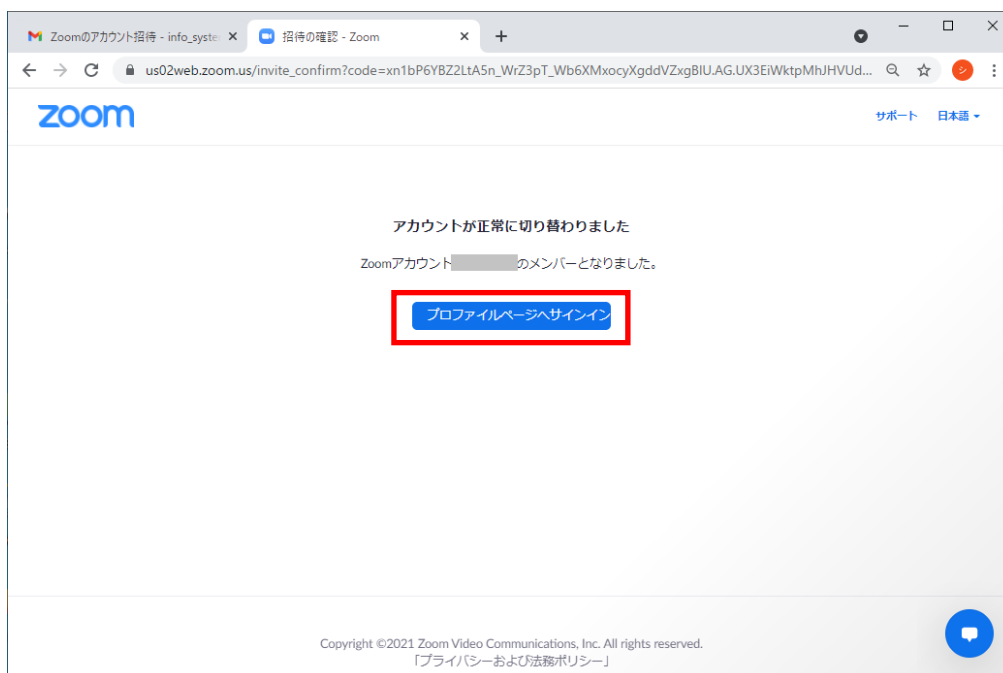 Zoomのアカウント招待 - info_syste
招待の確認 - Zoom
us02web.zoom.us/invite_confirm?code=xn1bP6YBZ2LtA5n_WrZ3pT_Wb6XMxocyXgddVZxgBIU.AG.UX3EiWktpMhJHVUd...
シ
zoom
サポート 日本語
アカウントが正常に切り替わりました
Zoomアカウント のメンバーとなりました。
プロファイルページへサインイン
Copyright ©2021 Zoom Video Communications, Inc. All rights reserved.
「プライバシーおよび法務ポリシー」